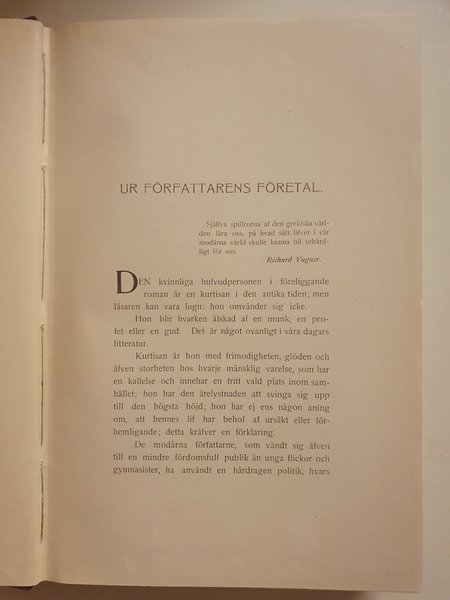 UR FÖRFATTARENS FÖRETAL.
Själfva spillrorna af den grekiska värl-
den lära oss, på hvad sätt lifvet i vår
modärna värld skulle kunna bli uthärd-
ligt för oss.
Richard Vagner.
DEN kvinnliga hufvudpersonen i föreliggande
roman är en kurtisan i den antika tiden; men
läsaren kan vara lugn: hon omvänder sig icke.
Hon blir hvarken älskad af en munk, en pro-
fet eller en gud. Det är något ovanligt i våra dagars
litteratur.
Kurtisan är hon med frimodigheten, glöden och
äfven storheten hos hvarje mänsklig varelse, som har
en kallelse och innehar en fritt vald plats inom sam-
hället; hon har den ärelystnaden att svinga sig upp
till den högsta höjd; hon har ej ens någon aning
om, att hennes lif har behof af ursäkt eller för-
hemligande; detta kräfver en förklaring.
De modärna författarne, som vändt sig äfven
till en mindre fördomsfull publik än unga flickor och
gymnasister, ha användt en hårdragen politik, hvars